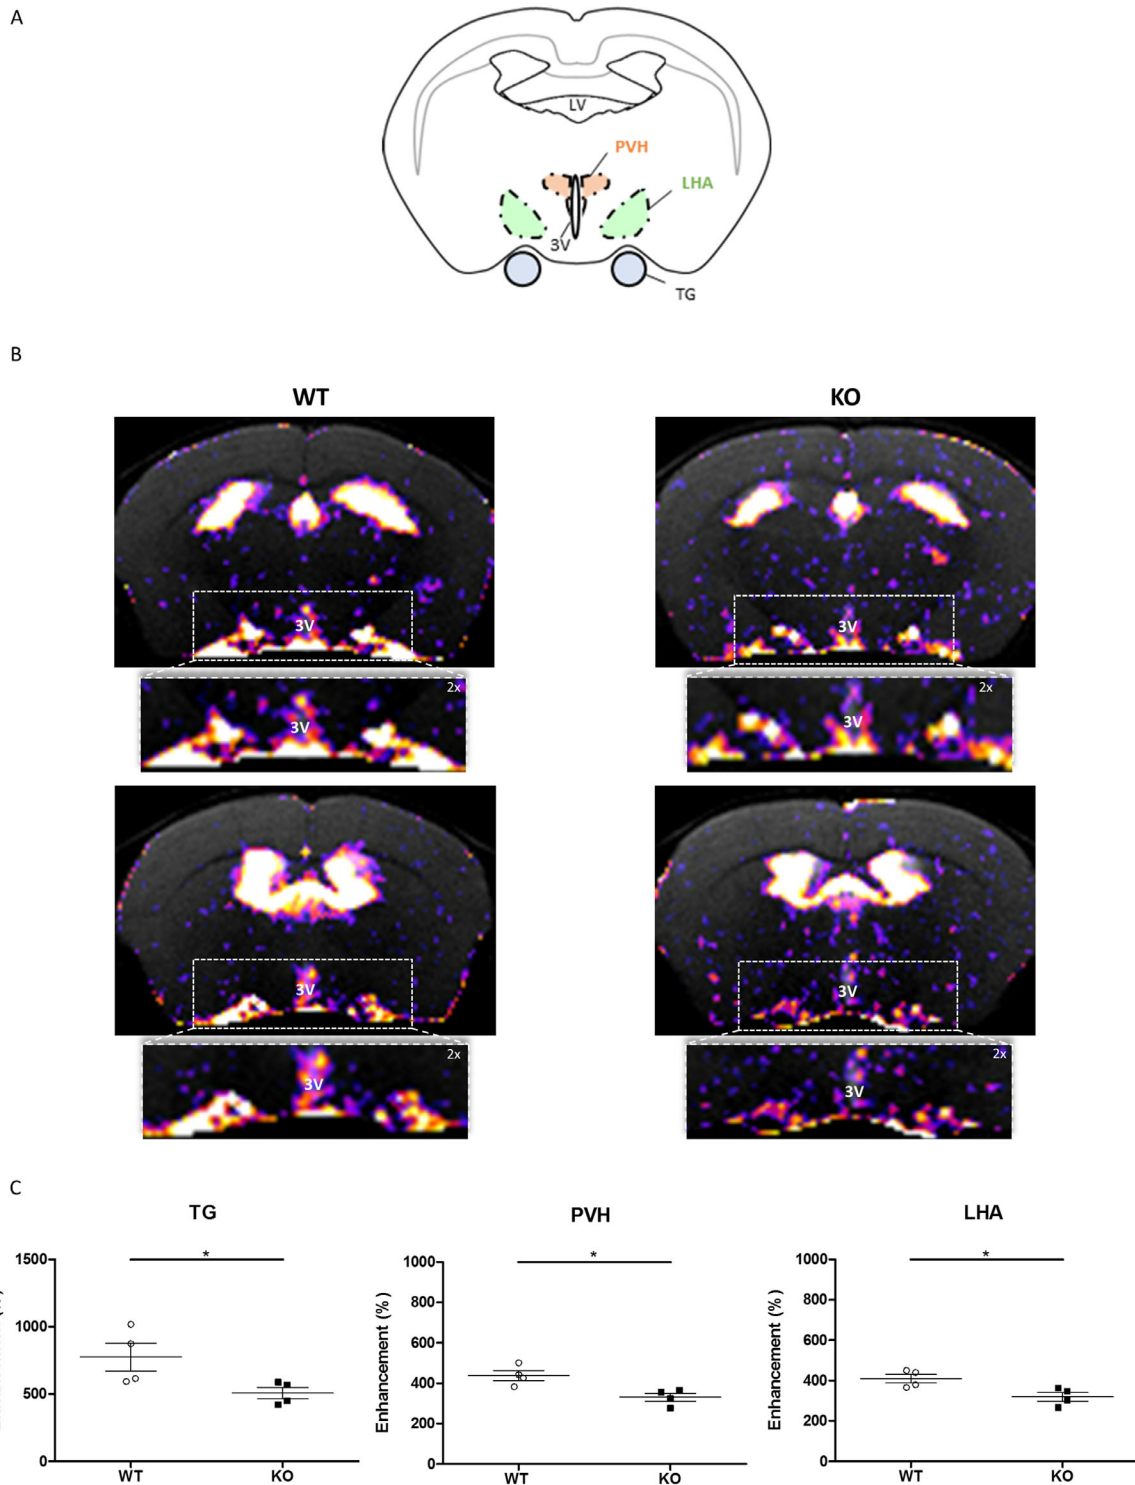 A
LV
PVH
LHA
3V
TG
B
WT
KO
3V
3V
2x
3V
2x
3V
3V
3V
2x
3V
2x
3V
C
TG
PVH
LHA
*
*
*
1500
1000
500
0
WT
KO
Enhancement (%)
1000
800
600
400
200
0
WT
KO
Enhancement (%)
1000
800
600
400
200
0
WT
KO